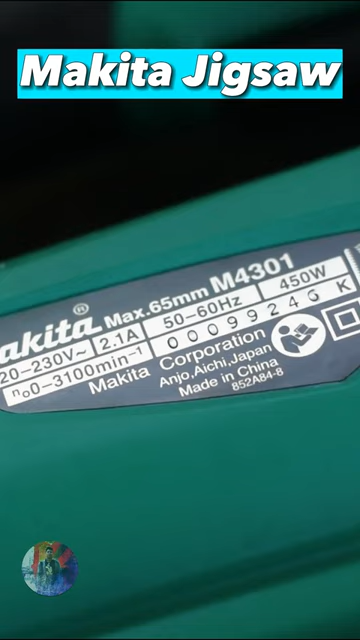 Makita Jigsaw
akita® Max.65mm M4301
20-230V~ 2.1A 50-60Hz 450W
n₀0-3100min⁻¹ 0009924G K
Makita Corporation
Anjo,Aichi,Japan
Made in China
852A84-8